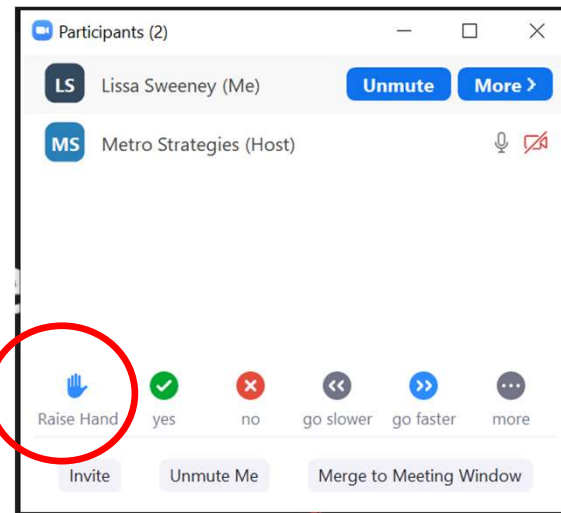 Participants (2)
LS Lissa Sweeney (Me) Unmute More >
MS Metro Strategies (Host)
Raise Hand yes no go slower go faster more
Invite Unmute Me Merge to Meeting Window